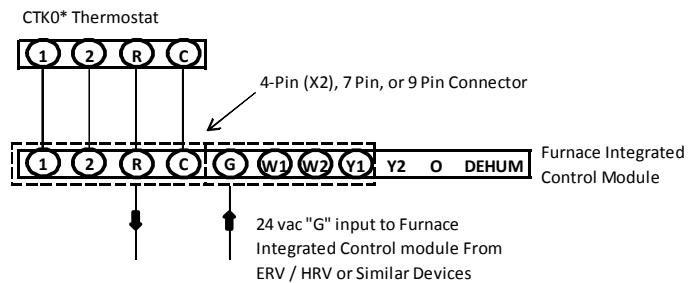 CTK0* Thermostat
1 2 R C
4-Pin (X2), 7 Pin, or 9 Pin Connector
1 2 R C G W1 W2 Y1 Y2 O DEHUM
Furnace Integrated
Control Module
24 vac "G" input to Furnace
Integrated Control module From
ERV / HRV or Similar Devices